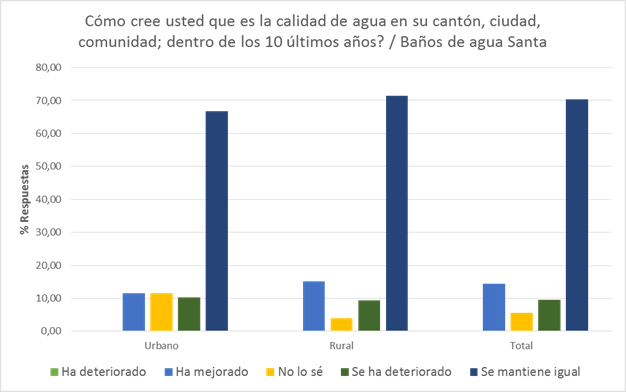 Cómo cree usted que es la calidad de agua en su cantón, ciudad,
comunidad; dentro de los 10 últimos años? / Baños de agua Santa
80,00
70,00
60,00
50,00
40,00
30,00
20,00
10,00
0,00
% Respuestas
Urbano Rural Total
Ha deteriorado Ha mejorado No lo sé Se ha deteriorado Se mantiene igual